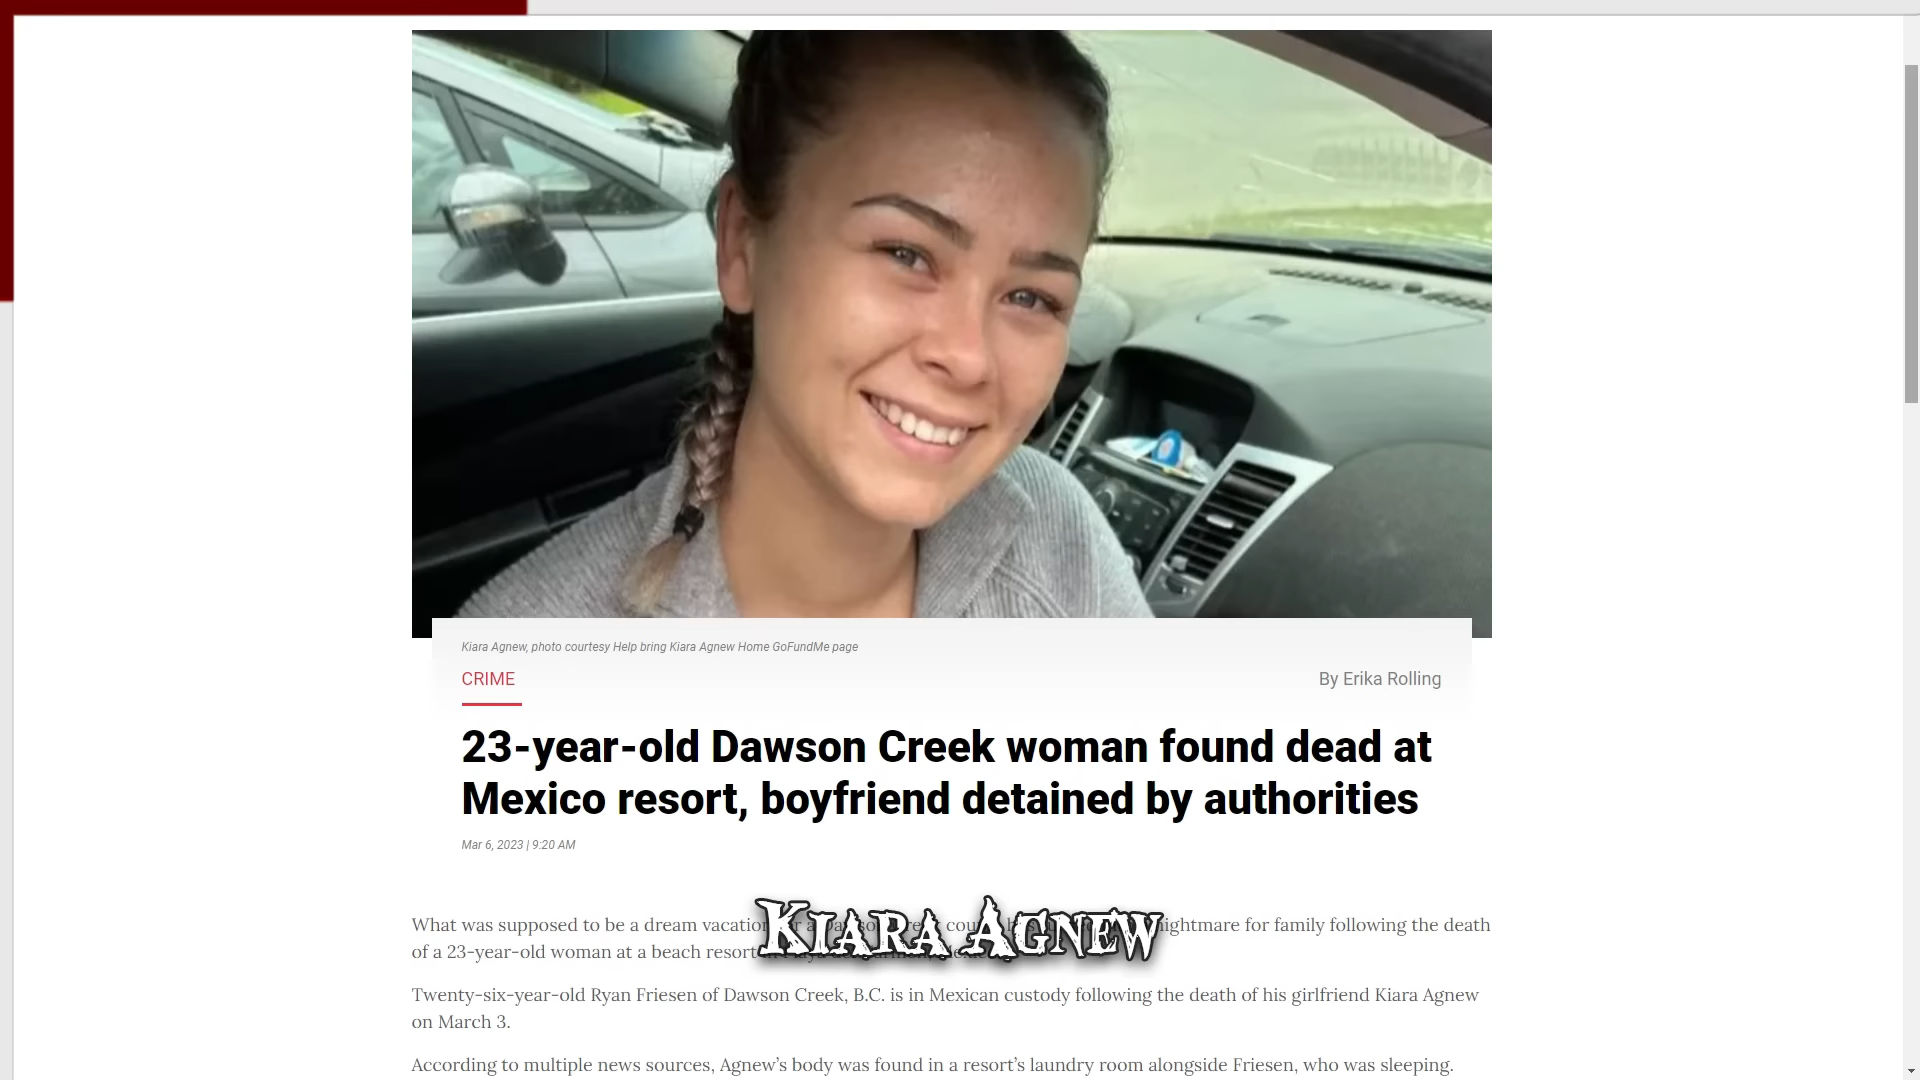 Kiara Agnew, photo courtesy Help bring Kiara Agnew Home GoFundMe page
CRIME
By Erika Rolling
23-year-old Dawson Creek woman found dead at
Mexico resort, boyfriend detained by authorities
Mar 6, 2023 | 9:20 AM
What was supposed to be a dream vacation nightmare for family following the death
of a 23-year-old woman at a beach resort
Kiara Agnew
Twenty-six-year-old Ryan Friesen of Dawson Creek, B.C. is in Mexican custody following the death of his girlfriend Kiara Agnew
on March 3.
According to multiple news sources, Agnew's body was found in a resort's laundry room alongside Friesen, who was sleeping.